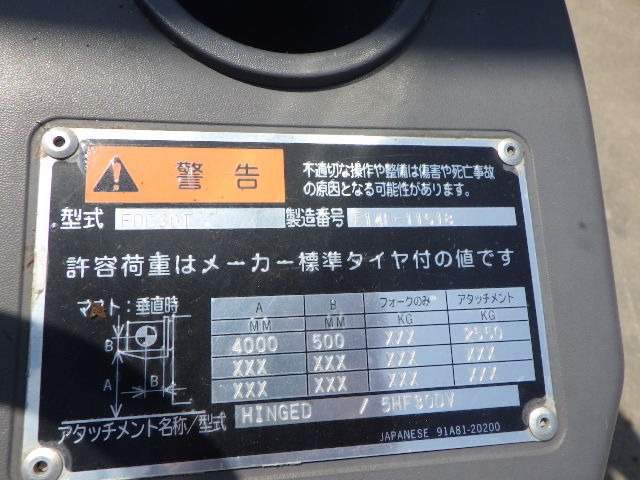 警告
不適切な操作や整備は傷害や死亡事故
の原因となる可能性があります。
型式 FDE30T 製造番号
許容荷重はメーカー標準タイヤ付の値です
マスト:垂直時
A B フォークのみ アタッチメント
MM MM KG KG
4000 500 XXX 2550
XXX XXX XXX XXX
XXX XXX XXX XXX
B
A
B
アタッチメント名称/型式 HINGED / 5HF30DV
JAPANESE 91A81-20200